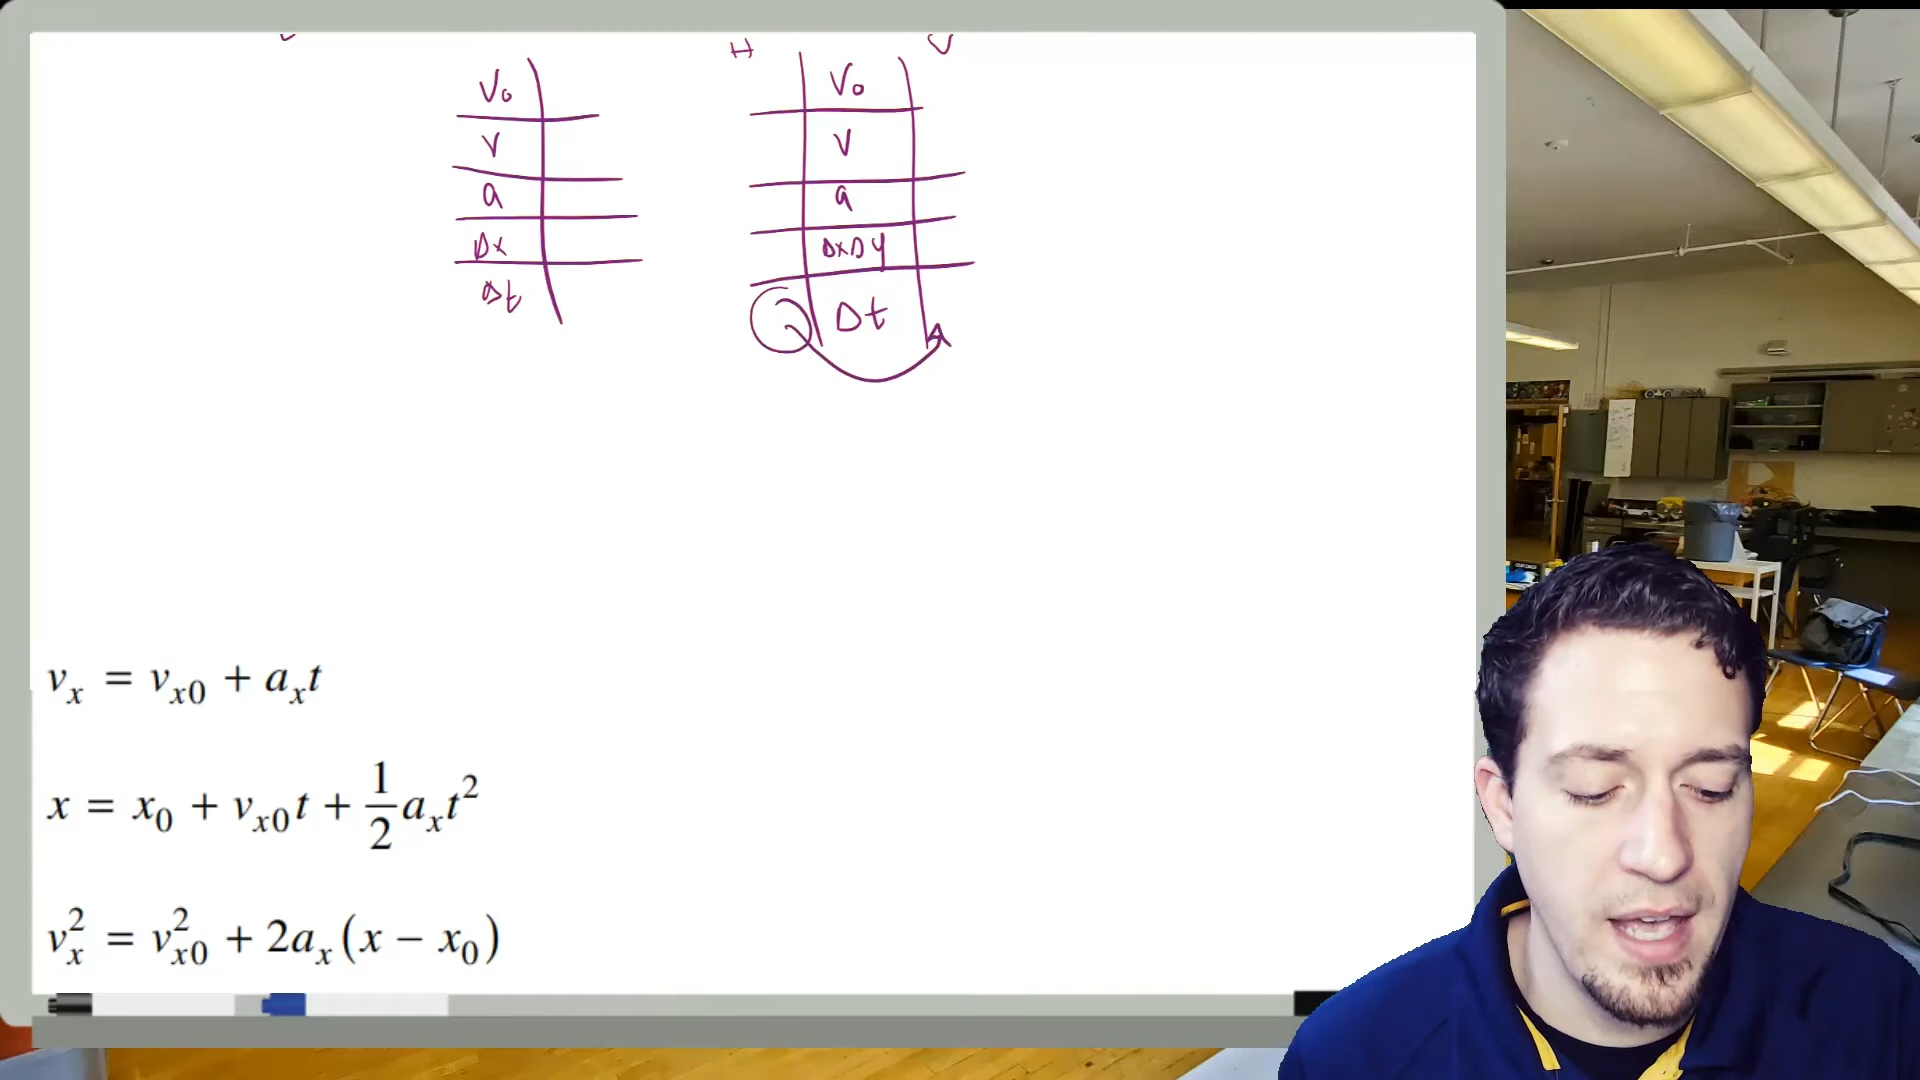 H V
V₀
V
a
Δx
Δt
V₀
V
a
ΔxΔy
Δt
vₓ = vₓ₀ + aₓt
x = x₀ + vₓ₀t + 1/2 aₓt²
vₓ² = vₓ₀² + 2aₓ(x − x₀)